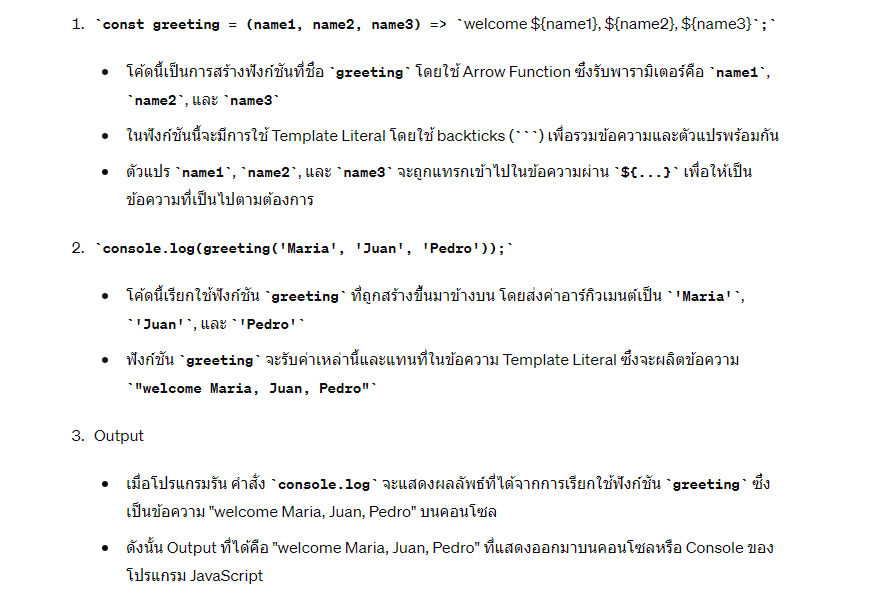 1. `const greeting = (name1, name2, name3) => `welcome ${name1}, ${name2}, ${name3}`;`
• โค้ดนี้เป็นการสร้างฟังก์ชันที่ชื่อ `greeting` โดยใช้ Arrow Function ซึ่งรับพารามิเตอร์คือ `name1`,
`name2`, และ `name3`
• ในฟังก์ชันนี้จะมีการใช้ Template Literal โดยใช้ backticks (```) เพื่อรวมข้อความและตัวแปรพร้อมกัน
• ตัวแปร `name1`, `name2`, และ `name3` จะถูกแทรกเข้าไปในข้อความผ่าน `${...}` เพื่อให้เป็น
ข้อความที่เป็นไปตามต้องการ
2. `console.log(greeting('Maria', 'Juan', 'Pedro'));`
• โค้ดนี้เรียกใช้ฟังก์ชัน `greeting` ที่ถูกสร้างขึ้นมาข้างบน โดยส่งค่าอาร์กิวเมนต์เป็น `'Maria'`,
`'Juan'`, และ `'Pedro'`
• ฟังก์ชัน `greeting` จะรับค่าเหล่านี้และแทนที่ในข้อความ Template Literal ซึ่งจะผลิตข้อความ
`"welcome Maria, Juan, Pedro"`
3. Output
• เมื่อโปรแกรมรัน คำสั่ง `console.log` จะแสดงผลลัพธ์ที่ได้จากการเรียกใช้ฟังก์ชัน `greeting` ซึ่ง
เป็นข้อความ "welcome Maria, Juan, Pedro" บนคอนโซล
• ดังนั้น Output ที่ได้คือ "welcome Maria, Juan, Pedro" ที่แสดงออกมาบนคอนโซลหรือ Console ของ
โปรแกรม JavaScript